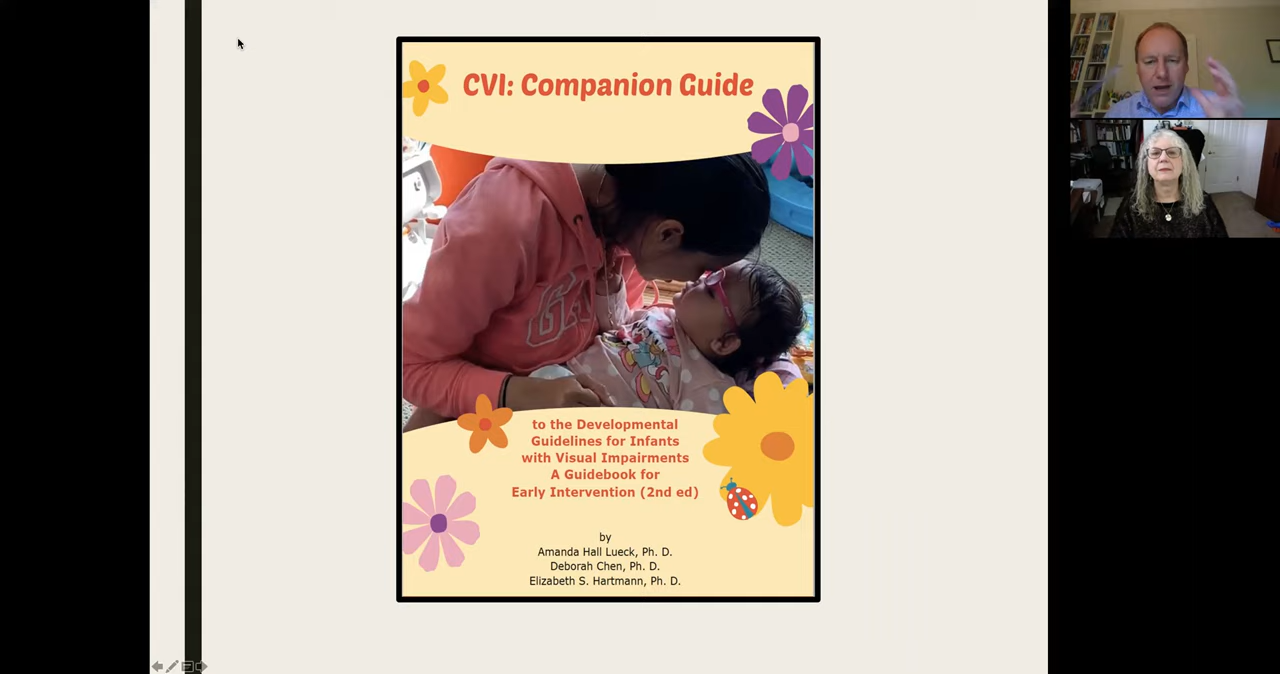 CVI: Companion Guide
to the Developmental
Guidelines for Infants
with Visual Impairments
A Guidebook for
Early Intervention (2nd ed)
by
Amanda Hall Lueck, Ph. D.
Deborah Chen, Ph. D.
Elizabeth S. Hartmann, Ph. D.